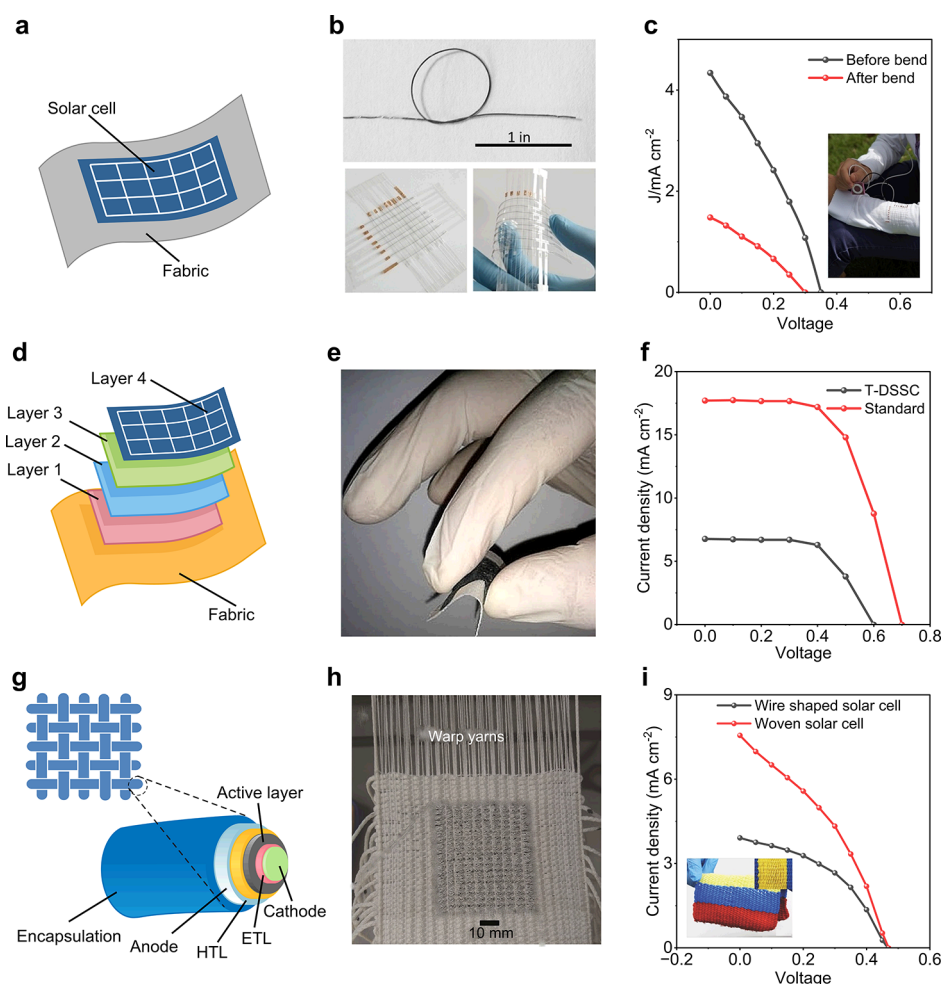 a
Solar cell
Fabric
b
1 in
c
J/mA cm-2
4
2
0
0.0 0.2 0.4 0.6
Voltage
Before bend
After bend
d
Layer 4
Layer 3
Layer 2
Layer 1
Fabric
e
f
Current density (mA cm-2)
20
15
10
5
0
0.0 0.2 0.4 0.6 0.8
Voltage
T-DSSC
Standard
g
Active layer
Encapsulation
Anode
HTL
ETL
Cathode
h
Warp yarns
10 mm
i
Current density (mA cm-2)
9
6
3
0
−0.2 0.0 0.2 0.4 0.6
Voltage
Wire shaped solar cell
Woven solar cell